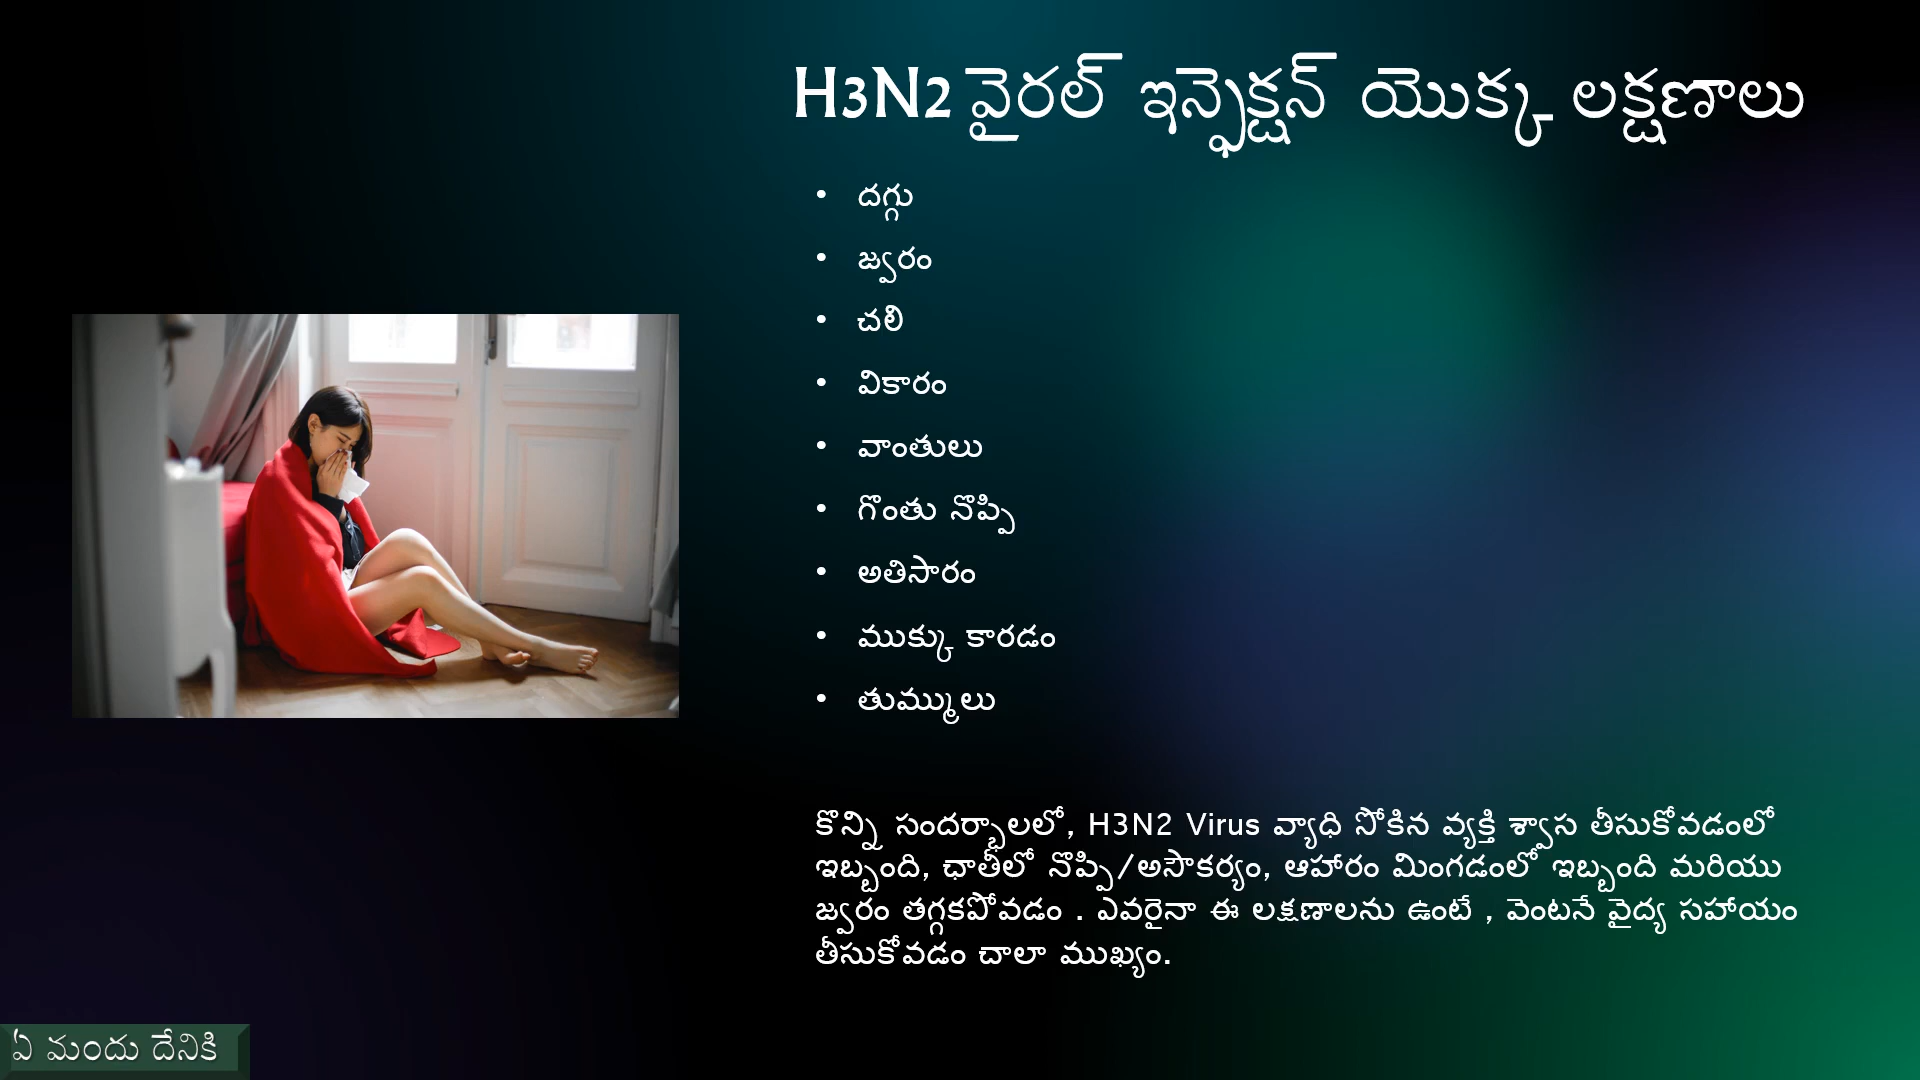 H3N2 వైరల్ ఇన్ఫెక్షన్ యొక్క లక్షణాలు
• దగ్గు
• జ్వరం
• చలి
• వికారం
• వాంతులు
• గొంతు నొప్పి
• అతిసారం
• ముక్కు కారడం
• తుమ్ములు
కొన్ని సందర్భాలలో, H3N2 Virus వ్యాధి సోకిన వ్యక్తి శ్వాస తీసుకోవడంలో
ఇబ్బంది, ఛాతీలో నొప్పి/అసౌకర్యం, ఆహారం మింగడంలో ఇబ్బంది మరియు
జ్వరం తగ్గకపోవడం . ఎవరైనా ఈ లక్షణాలను ఉంటే , వెంటనే వైద్య సహాయం
తీసుకోవడం చాలా ముఖ్యం.
ఏ మందు దేనికి